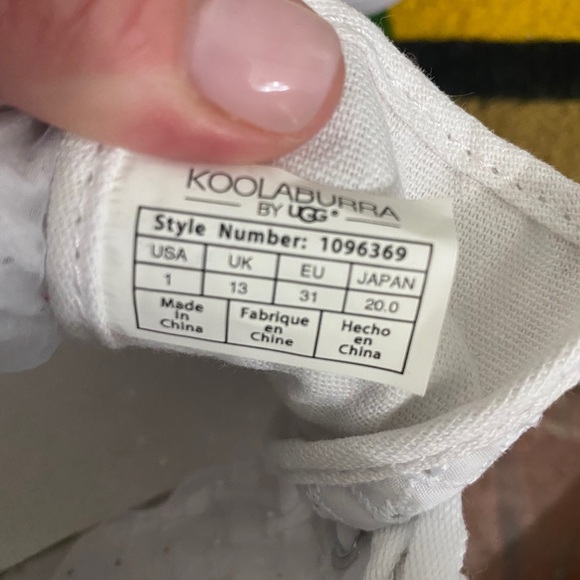 KOOLABURRA
BY UGG®
Style Number: 1096369
USA UK EU JAPAN
1 13 31 20.0
Made in China
Fabrique en Chine
Hecho en China